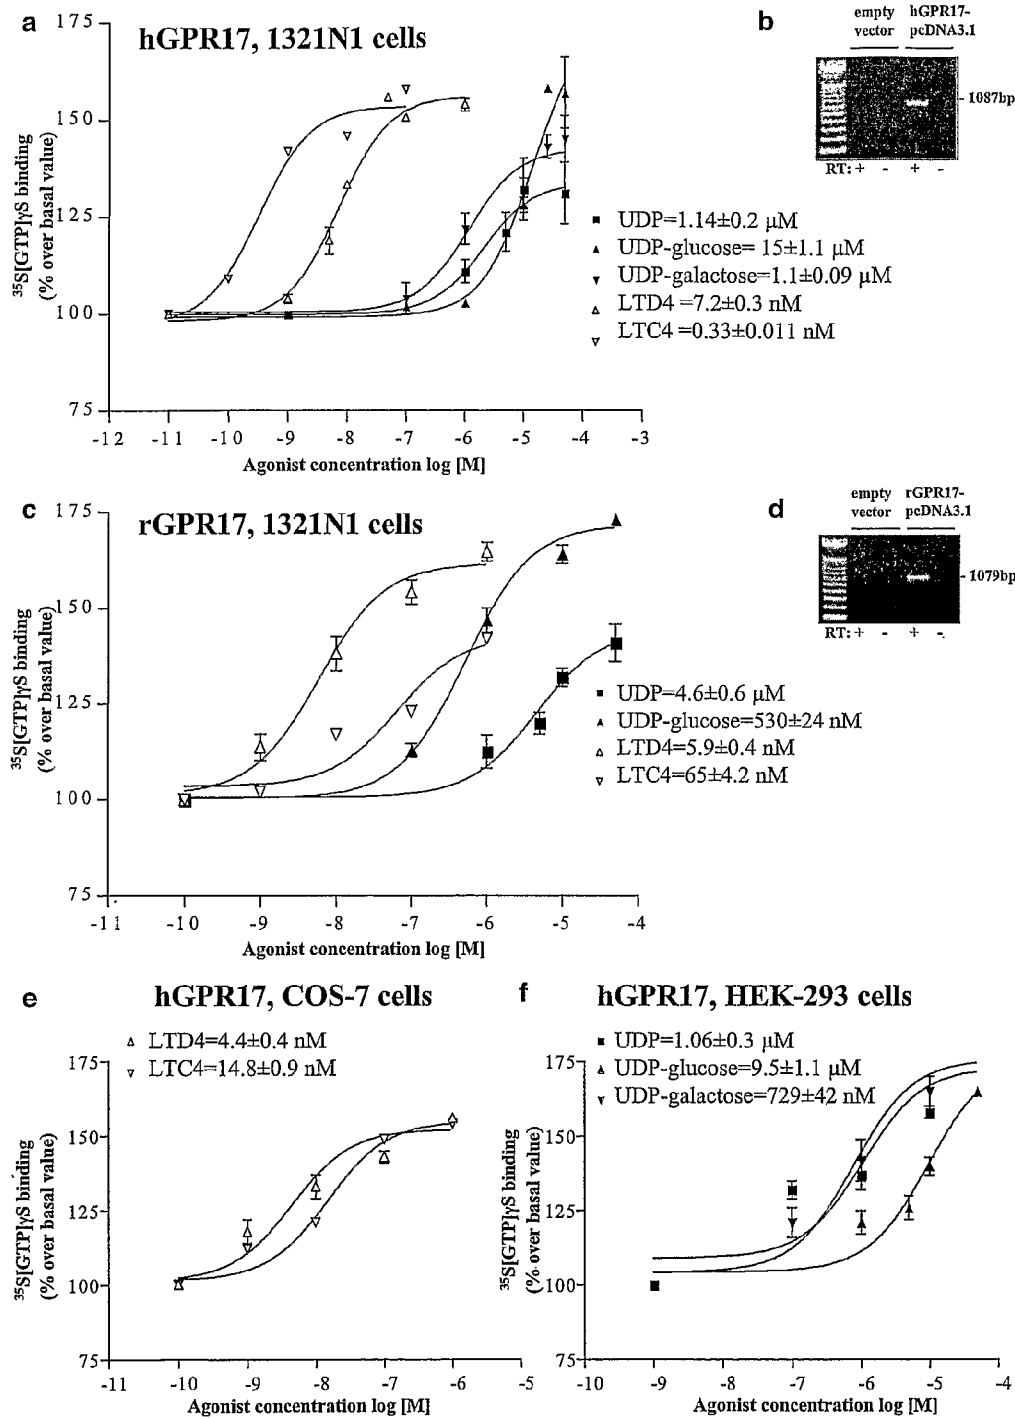 a
hGPR17, 1321N1 cells
175
150
125
100
75
³⁵S[GTP]γS binding
(% over basal value)
-12 -11 -10 -9 -8 -7 -6 -5 -4 -3
Agonist concentration log [M]
UDP=1.14±0.2 µM
UDP-glucose= 15±1.1 µM
UDP-galactose=1.1±0.09 µM
LTD4 =7.2±0.3 nM
LTC4 =0.33±0.011 nM
b
empty vector
hGPR17-pcDNA3.1
- 1087bp
RT: + - + -
c
rGPR17, 1321N1 cells
175
150
125
100
75
³⁵S[GTP]γS binding
(% over basal value)
-11 -10 -9 -8 -7 -6 -5 -4
Agonist concentration log [M]
UDP=4.6±0.6 µM
UDP-glucose=530±24 nM
LTD4=5.9±0.4 nM
LTC4=65±4.2 nM
d
empty vector
rGPR17-pcDNA3.1
- 1079bp
RT: + - + -
e
hGPR17, COS-7 cells
LTD4=4.4±0.4 nM
LTC4=14.8±0.9 nM
175
150
125
100
75
³⁵S[GTP]γS binding
(% over basal value)
-11 -10 -9 -8 -7 -6 -5
Agonist concentration log [M]
f
hGPR17, HEK-293 cells
UDP=1.06±0.3 µM
UDP-glucose=9.5±1.1 µM
UDP-galactose=729±42 nM
175
150
125
100
75
³⁵S[GTP]γS binding
(% over basal value)
-10 -9 -8 -7 -6 -5 -4
Agonist concentration log [M]